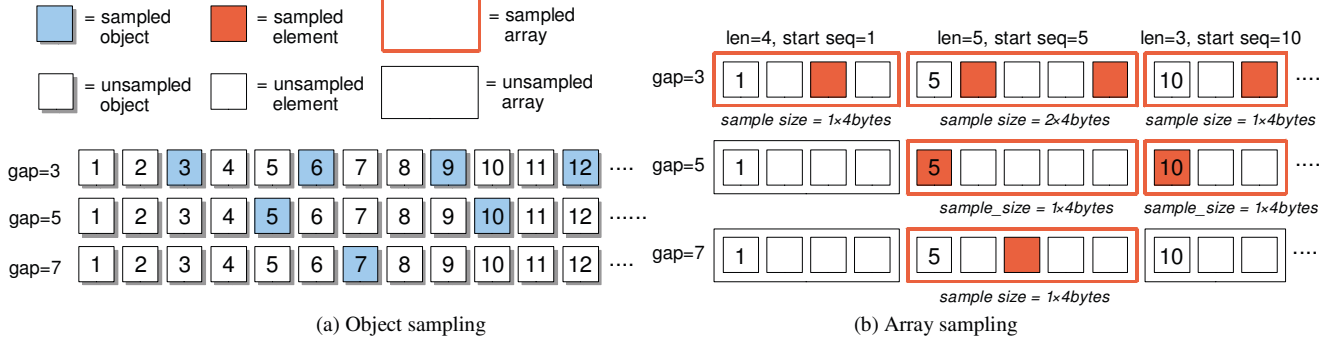 = sampled object
= sampled element
= sampled array
= unsampled object
= unsampled element
= unsampled array
gap=3 1 2 3 4 5 6 7 8 9 10 11 12 ····
gap=5 1 2 3 4 5 6 7 8 9 10 11 12 ······
gap=7 1 2 3 4 5 6 7 8 9 10 11 12 ····
(a) Object sampling
len=4, start seq=1 len=5, start seq=5 len=3, start seq=10
gap=3 1 5 10 ····
sample size = 1×4bytes sample size = 2×4bytes sample size = 1×4bytes
gap=5 1 5 10 ····
sample_size = 1×4bytes sample_size = 1×4bytes
gap=7 1 5 10 ····
sample size = 1×4bytes
(b) Array sampling